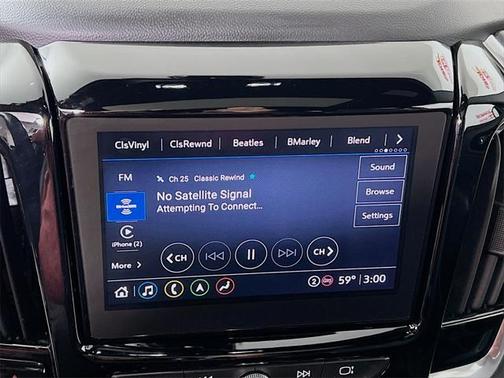 ClsVinyl ClsRewnd Beatles BMarley Blend >
FM
Ch 25 Classic Rewind
Sound
No Satellite Signal
Attempting To Connect...
Browse
Settings
iPhone (2)
More >
<CH
CH>
2 59° 3:00